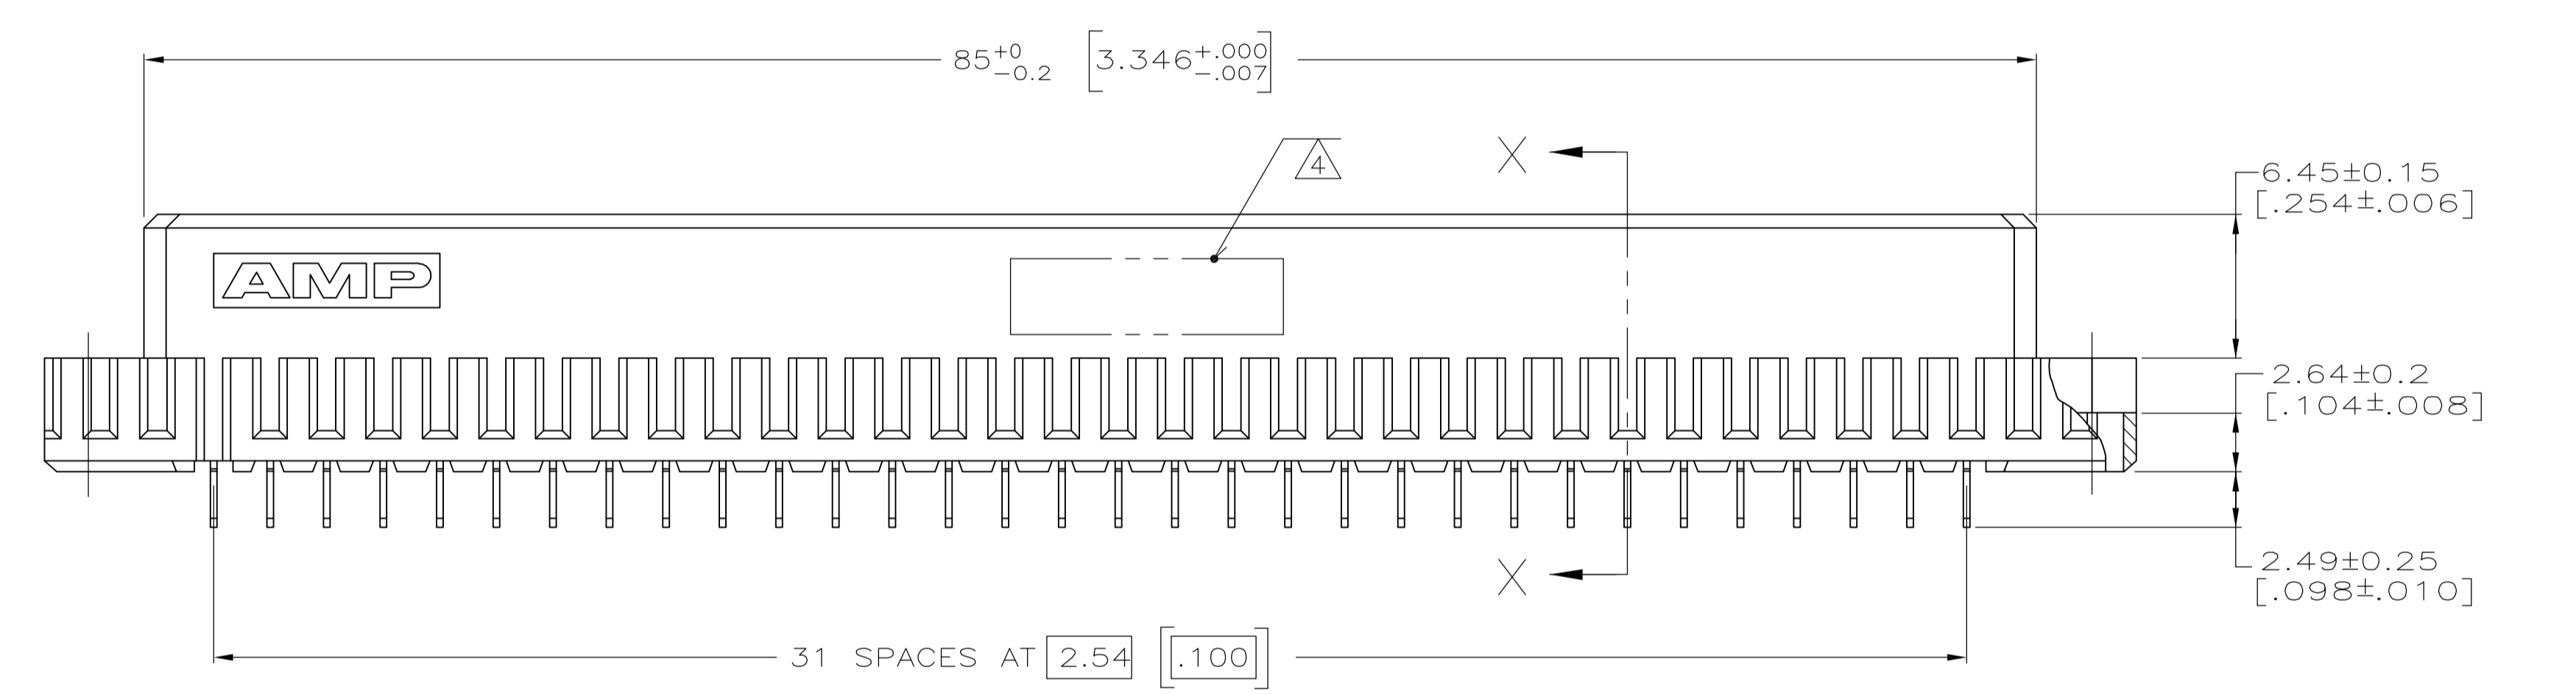 85 +0 -0.2 [3.346 +.000 -.007]
4
X
6.45±0.15
[.254±.006]
AMP
2.64±0.2
[.104±.008]
X
2.49±0.25
[.098±.010]
31 SPACES AT 2.54 [.100]